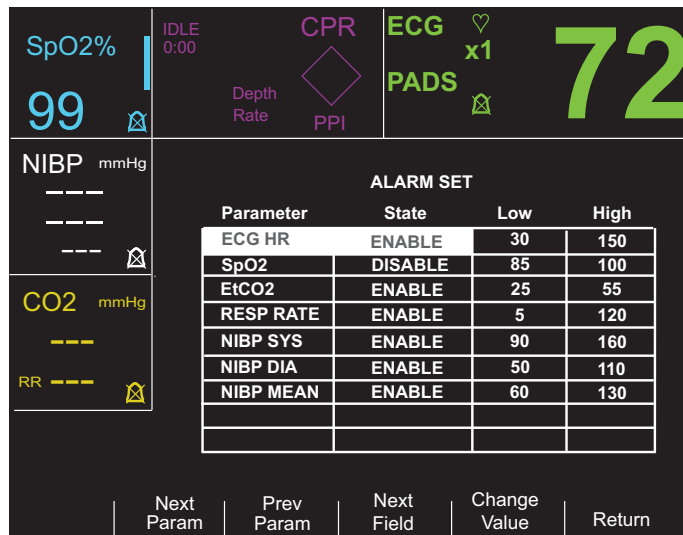 SpO2%
99
IDLE
0:00
CPR
Depth
Rate
PPI
ECG
x1
PADS
72
NIBP mmHg
---
---
---
CO2 mmHg
---
RR ---
ALARM SET
Parameter State Low High
ECG HR ENABLE 30 150
SpO2 DISABLE 85 100
EtCO2 ENABLE 25 55
RESP RATE ENABLE 5 120
NIBP SYS ENABLE 90 160
NIBP DIA ENABLE 50 110
NIBP MEAN ENABLE 60 130
Next Param
Prev Param
Next Field
Change Value
Return